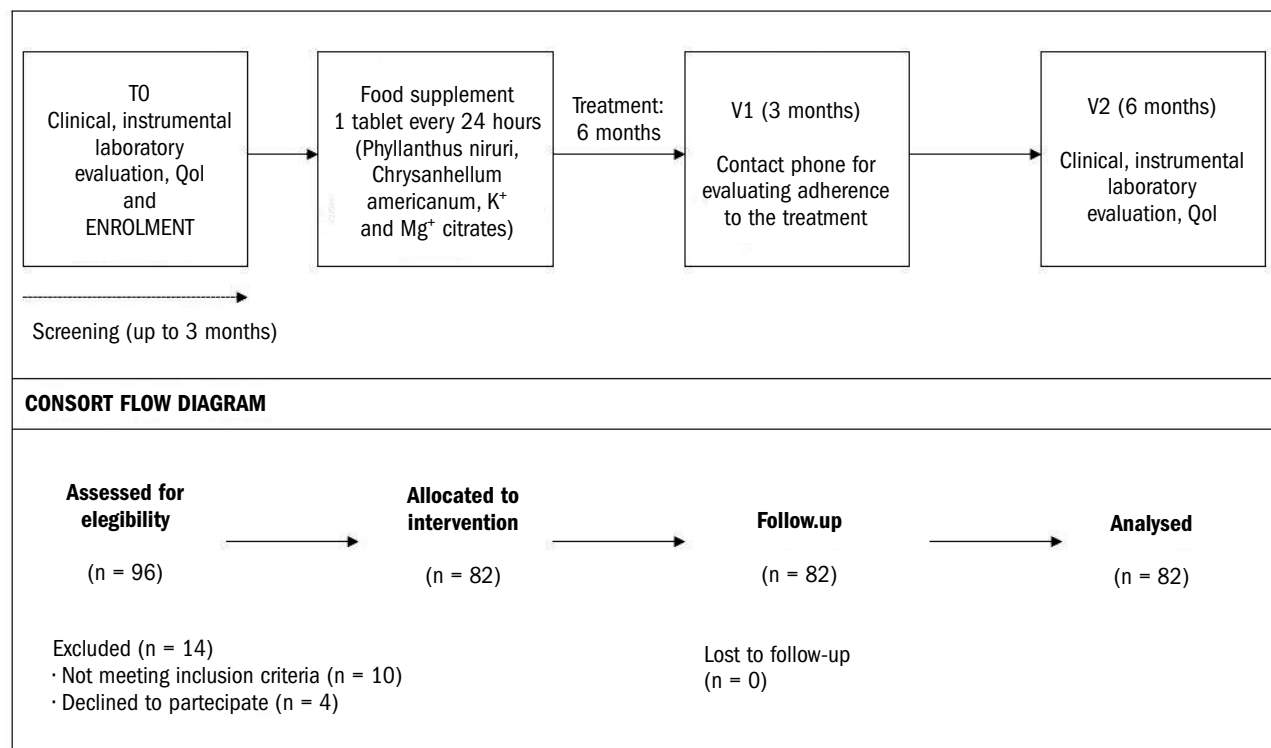 TO
Clinical, instrumental
laboratory
evaluation, Qol
and
ENROLMENT
Food supplement
1 tablet every 24 hours
(Phyllanthus niruri,
Chrysanhellum
americanum, K⁺
and Mg⁺ citrates)
Treatment:
6 months
V1 (3 months)
Contact phone for
evaluating adherence
to the treatment
V2 (6 months)
Clinical, instrumental
laboratory
evaluation, Qol
Screening (up to 3 months)
CONSORT FLOW DIAGRAM
Assessed for
elegibility
(n = 96)
Allocated to
intervention
(n = 82)
Follow.up
(n = 82)
Analysed
(n = 82)
Excluded (n = 14)
· Not meeting inclusion criteria (n = 10)
· Declined to partecipate (n = 4)
Lost to follow-up
(n = 0)